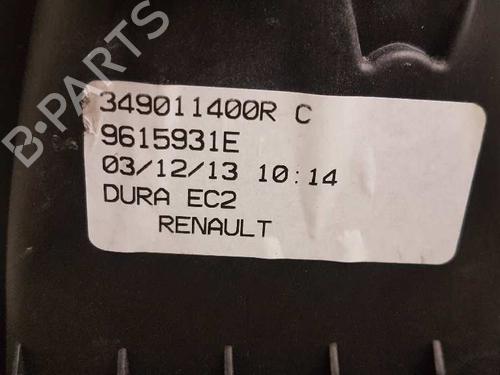 B-PARTS
349011400R C
9615931E
03/12/13 10:14
DURA EC2
RENAULT